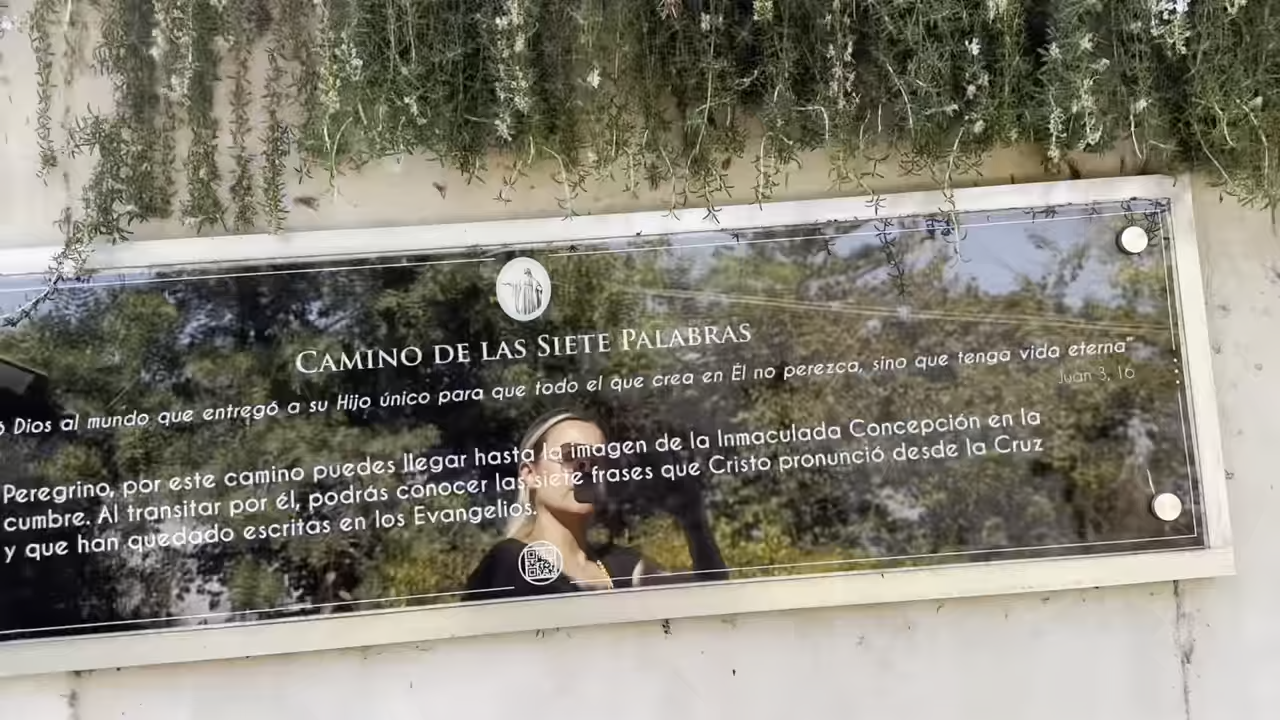 CAMINO DE LAS SIETE PALABRAS
Dios al mundo que entregó a su Hijo único para que todo el que crea en Él no perezca, sino que tenga vida eterna"
Juan 3, 16
Peregrino, por este camino puedes llegar hasta la imagen de la Inmaculada Concepción en la
cumbre. Al transitar por él, podrás conocer las siete frases que Cristo pronunció desde la Cruz
y que han quedado escritas en los Evangelios.